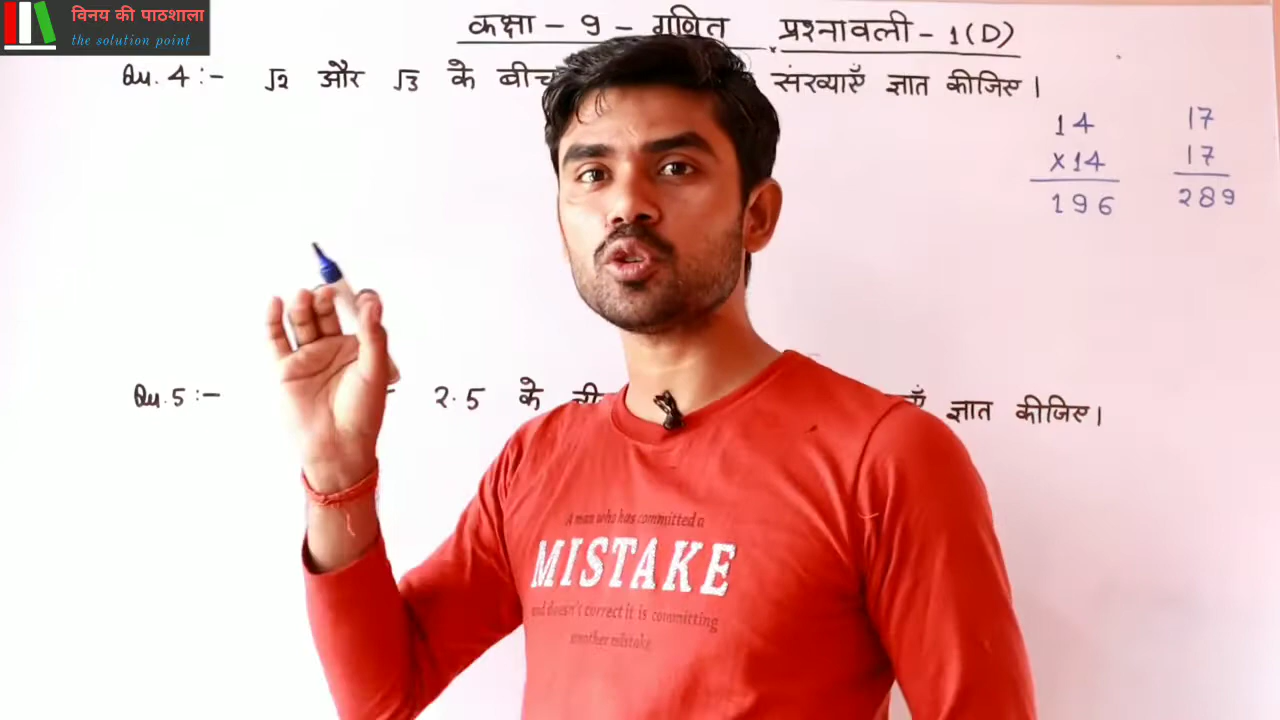 विनय की पाठशाला
the solution point
कक्षा - 9 - गणित प्रश्नावली - 1(D)
Qu. 4 :- √2 और √3 के बीच संख्याएँ ज्ञात कीजिए।
14
×14
196
17
17
289
Qu. 5 :- 2.5 के ज्ञात कीजिए।
A man who has committed a
MISTAKE
and doesn't correct it is committing
another mistake